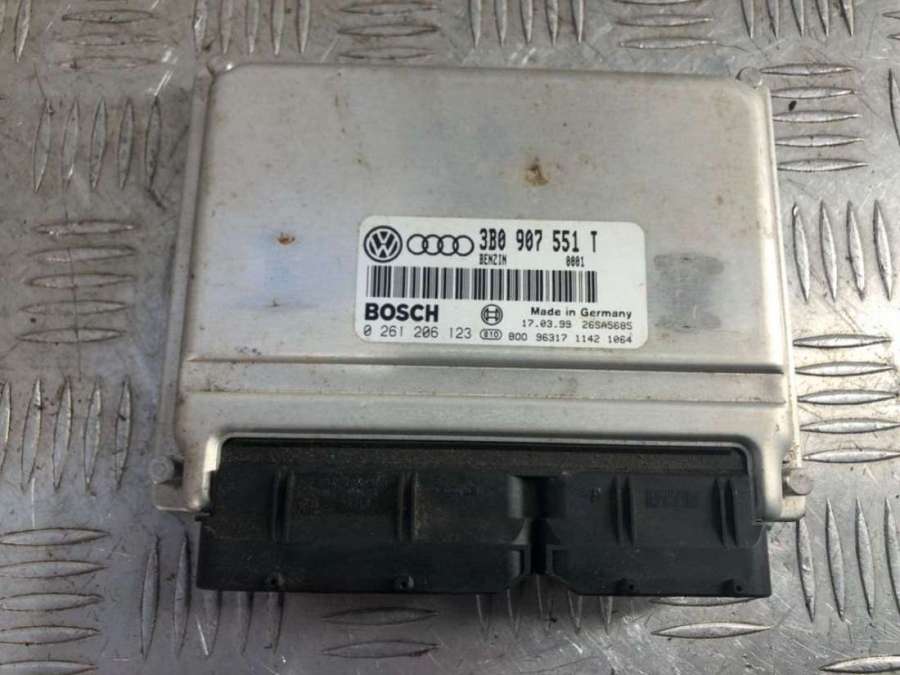 3B0 907 551 T
BENZIN 0001
BOSCH Made in Germany
17.03.99 26SA5685
0 261 206 123 B00 96317 1142 1064